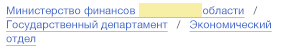 Министерство финансов области /
Государственный департамент / Экономический
отдел